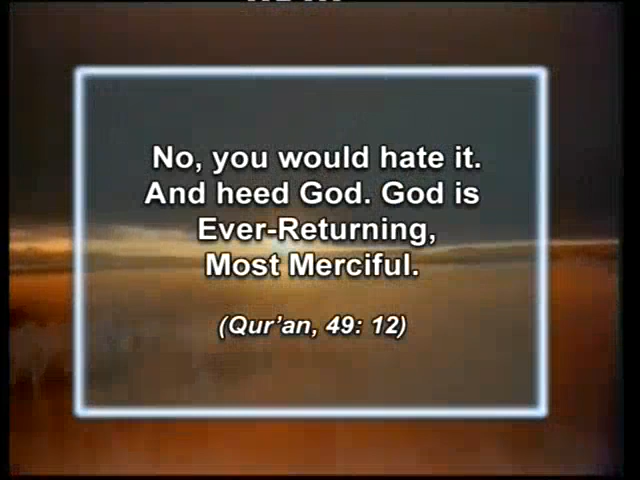 No, you would hate it.
And heed God. God is
Ever-Returning,
Most Merciful.
(Qur'an, 49: 12)